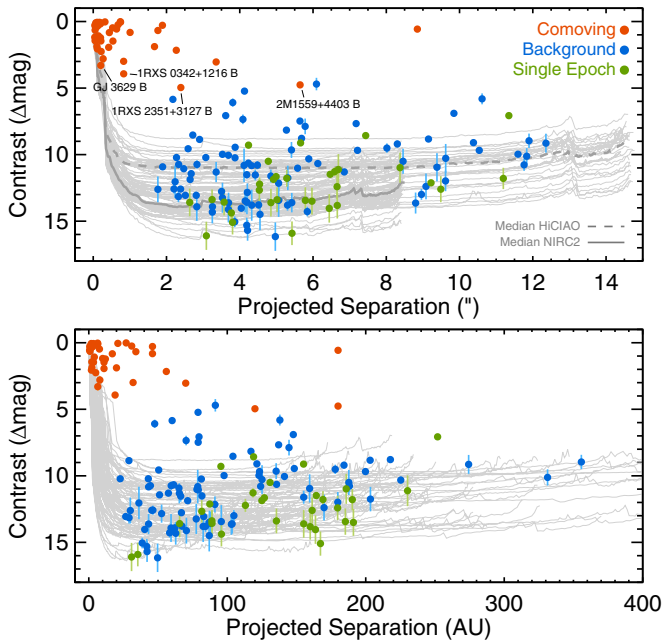 Comoving
Background
Single Epoch
1RXS 0342+1216 B
GJ 3629 B
1RXS 2351+3127 B
2M1559+4403 B
Median HiCIAO
Median NIRC2
0
5
10
15
Contrast (Δmag)
0 2 4 6 8 10 12 14
Projected Separation (")
0
5
10
15
Contrast (Δmag)
0 100 200 300 400
Projected Separation (AU)